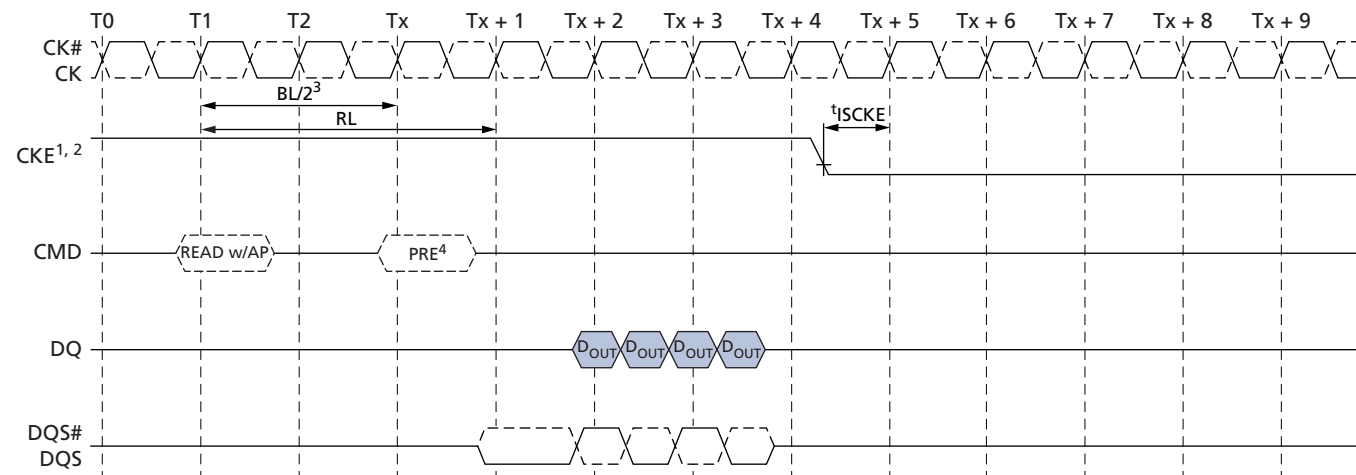 T0 T1 T2 Tx Tx + 1 Tx + 2 Tx + 3 Tx + 4 Tx + 5 Tx + 6 Tx + 7 Tx + 8 Tx + 9
CK#
CK
BL/2³
RL
tISCKE
CKE1, 2
CMD
READ w/AP
PRE⁴
DQ
DOUT DOUT DOUT DOUT
DQS#
DQS